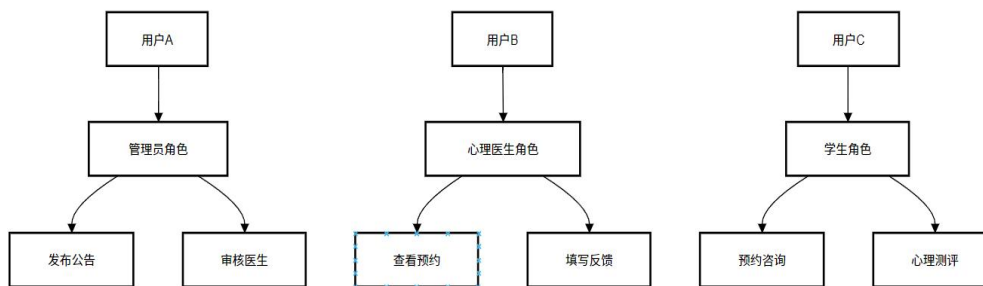 用户A
用户B
用户C
管理员角色
心理医生角色
学生角色
发布公告
审核医生
查看预约
填写反馈
预约咨询
心理测评